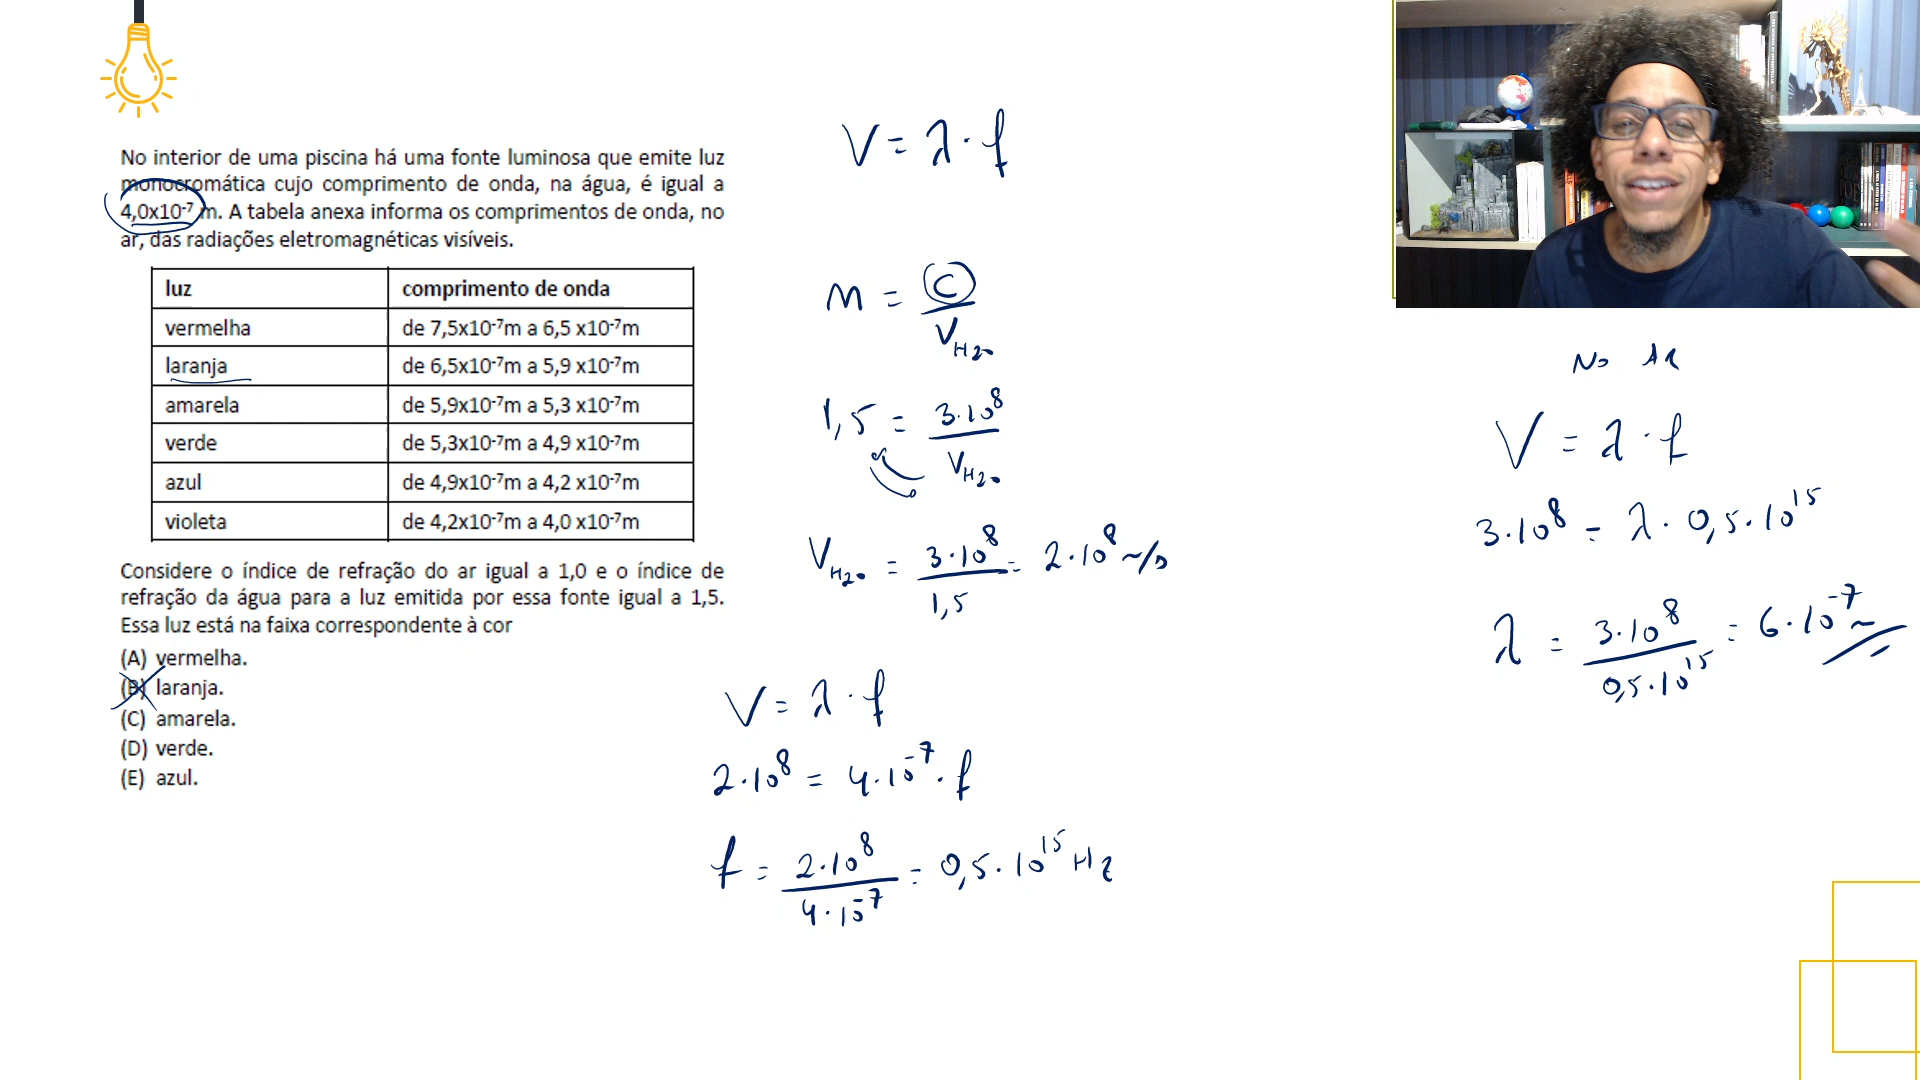 No interior de uma piscina há uma fonte luminosa que emite luz
monocromática cujo comprimento de onda, na água, é igual a
4,0x10⁻⁷ m. A tabela anexa informa os comprimentos de onda, no
ar, das radiações eletromagnéticas visíveis.
luz comprimento de onda
vermelha de 7,5x10⁻⁷m a 6,5 x10⁻⁷m
laranja de 6,5x10⁻⁷m a 5,9 x10⁻⁷m
amarela de 5,9x10⁻⁷m a 5,3 x10⁻⁷m
verde de 5,3x10⁻⁷m a 4,9 x10⁻⁷m
azul de 4,9x10⁻⁷m a 4,2 x10⁻⁷m
violeta de 4,2x10⁻⁷m a 4,0 x10⁻⁷m
Considere o índice de refração do ar igual a 1,0 e o índice de
refração da água para a luz emitida por essa fonte igual a 1,5.
Essa luz está na faixa correspondente à cor
(A) vermelha.
(B) laranja.
(C) amarela.
(D) verde.
(E) azul.
V = λ · f
n = C / V_H2O
1,5 = 3·10⁸ / V_H2O
V_H2O = 3·10⁸ / 1,5 = 2·10⁸ m/s
V = λ · f
2·10⁸ = 4·10⁻⁷ · f
f = 2·10⁸ / 4·10⁻⁷ = 0,5·10¹⁵ Hz
No AR
V = λ · f
3·10⁸ = λ · 0,5·10¹⁵
λ = 3·10⁸ / 0,5·10¹⁵ = 6·10⁻⁷ m